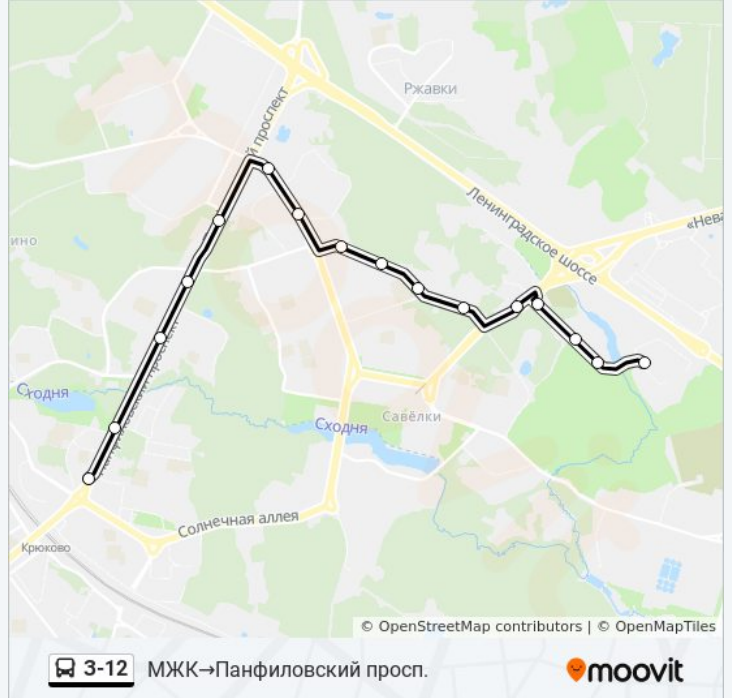 Ржавки
й проспект
Ленинградское шоссе
«Нева
ино
Сходня
Сходня
Савёлки
Солнечная аллея
Крюково
© OpenStreetMap contributors | © OpenMapTiles
3-12 МЖК→Панфиловский просп.
moovit